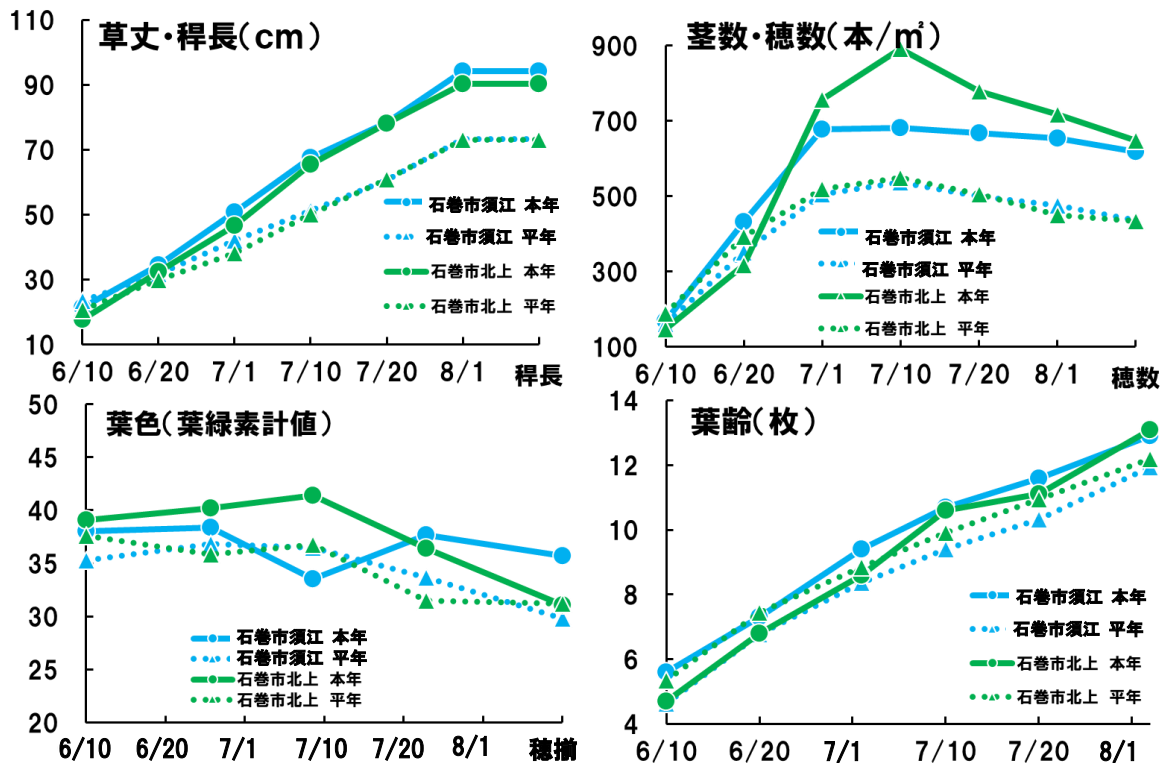 草丈・稈長(cm)
110
90
70
50
30
10
石巻市須江 本年
石巻市須江 平年
石巻市北上 本年
石巻市北上 平年
6/10 6/20 7/1 7/10 7/20 8/1 稈長
茎数・穂数(本/㎡)
900
700
500
300
100
石巻市須江 本年
石巻市須江 平年
石巻市北上 本年
石巻市北上 平年
6/10 6/20 7/1 7/10 7/20 8/1 穂数
葉色(葉緑素計値)
50
45
40
35
30
25
20
石巻市須江 本年
石巻市須江 平年
石巻市北上 本年
石巻市北上 平年
6/10 6/20 7/1 7/10 7/20 8/1 穂揃
葉齢(枚)
14
12
10
8
6
4
石巻市須江 本年
石巻市須江 平年
石巻市北上 本年
石巻市北上 平年
6/10 6/20 7/1 7/10 7/20 8/1